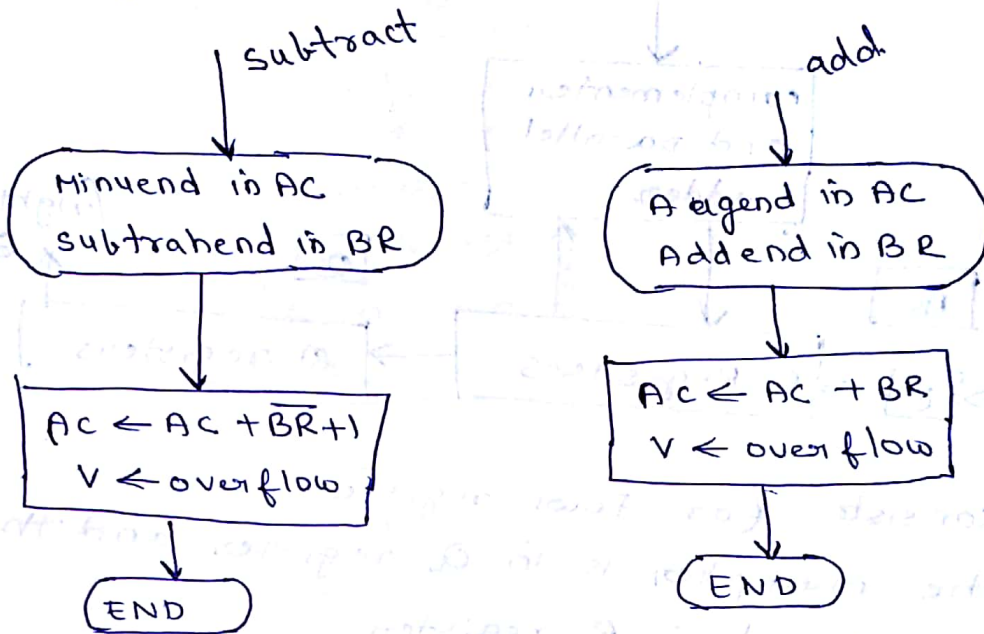 subtract
Minuend in AC
subtrahend in BR
AC ← AC + B̅R̅ + 1
V ← overflow
END
add
A agend in AC
Addend in BR
AC ← AC + BR
V ← overflow
END